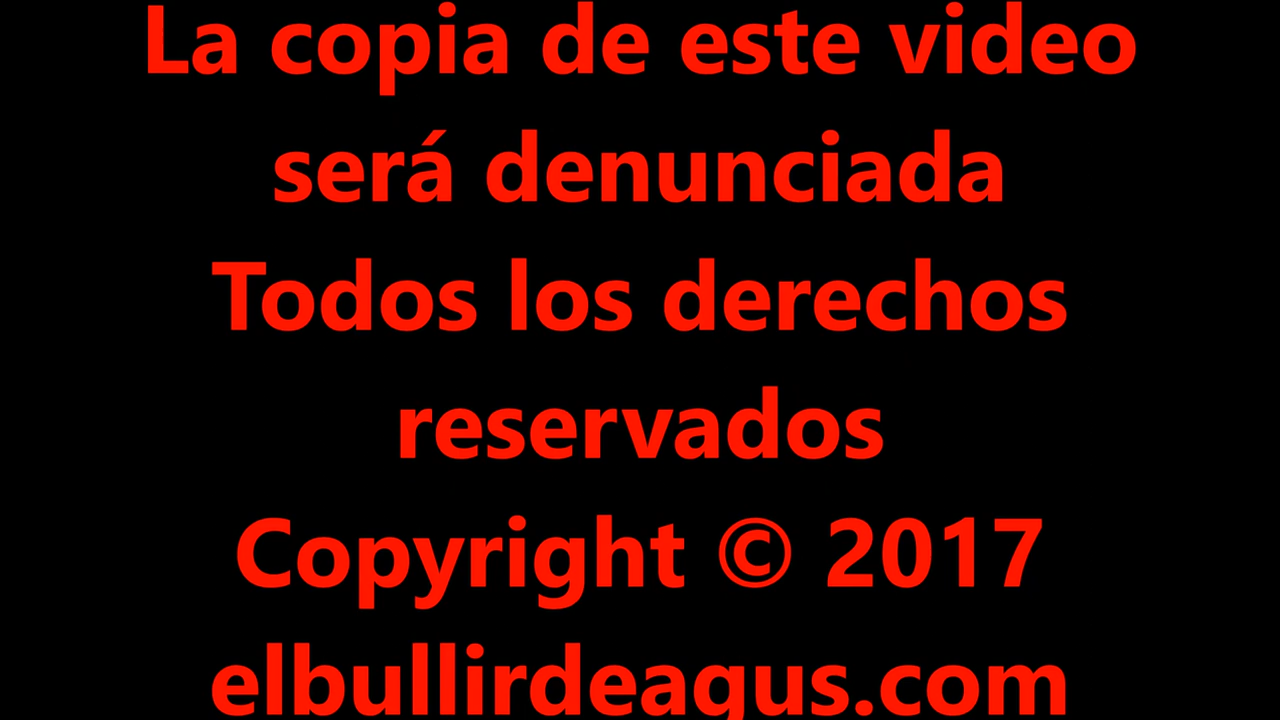 La copia de este video
será denunciada
Todos los derechos
reservados
Copyright © 2017
elbullirdeagus.com